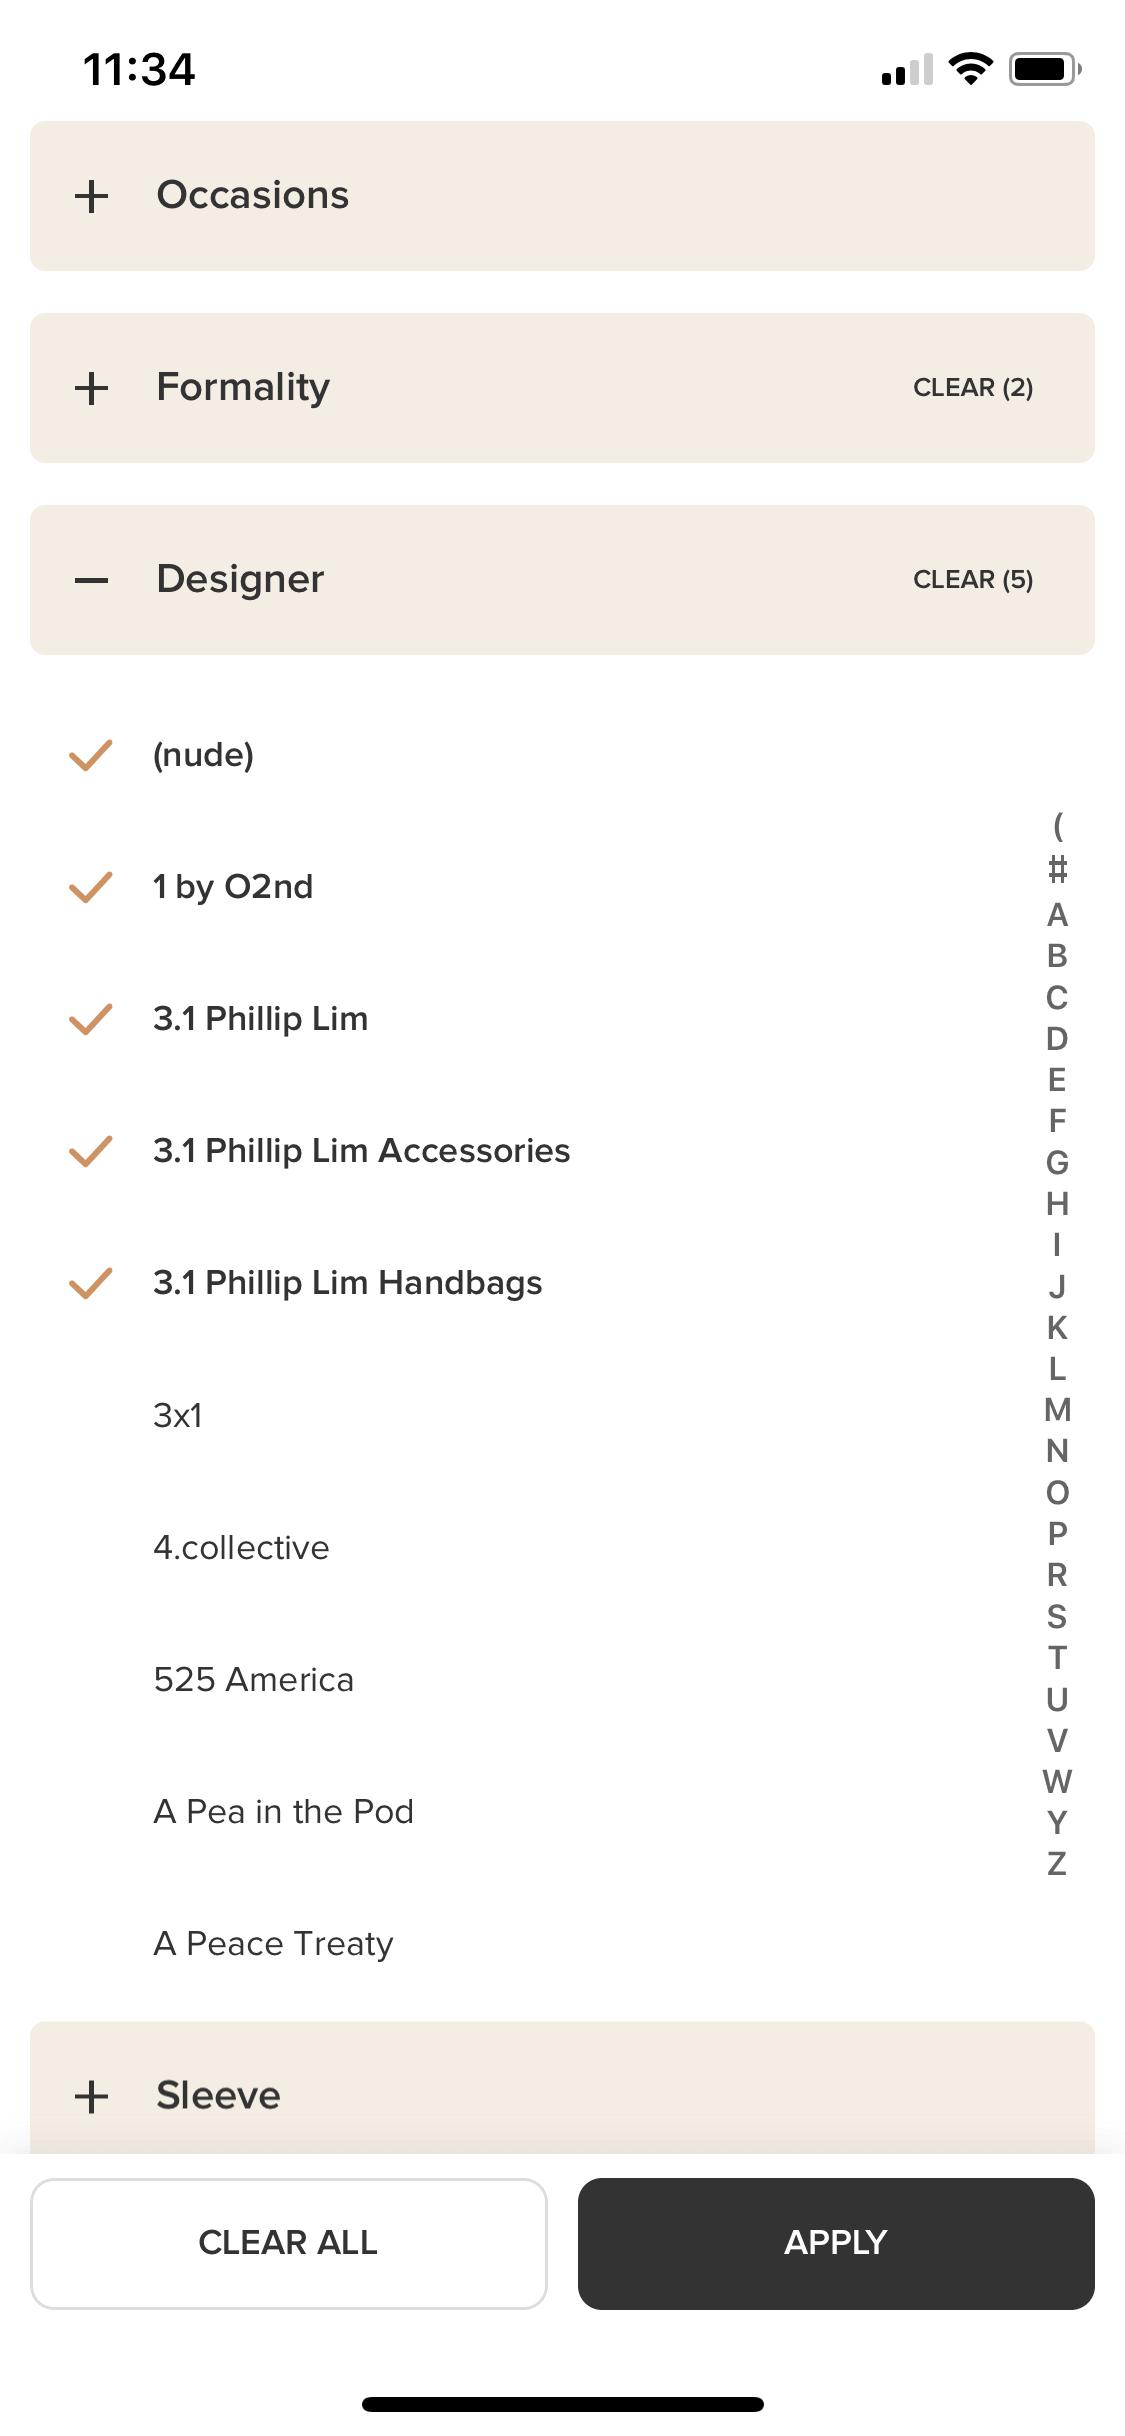 11:34
Occasions
Formality CLEAR (2)
Designer CLEAR (5)
(nude)
1 by O2nd
3.1 Phillip Lim
3.1 Phillip Lim Accessories
3.1 Phillip Lim Handbags
3x1
4.collective
525 America
A Pea in the Pod
A Peace Treaty
(
#
A
B
C
D
E
F
G
H
I
J
K
L
M
N
O
P
R
S
T
U
V
W
Y
Z
Sleeve
CLEAR ALL
APPLY